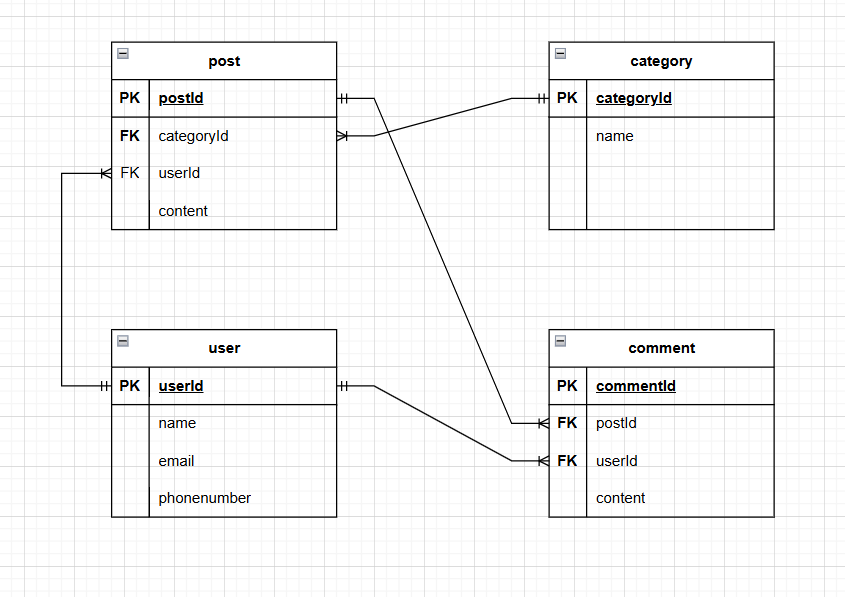 post
PK postId
FK categoryId
FK userId
content
category
PK categoryId
name
user
PK userId
name
email
phonenumber
comment
PK commentId
FK postId
FK userId
content